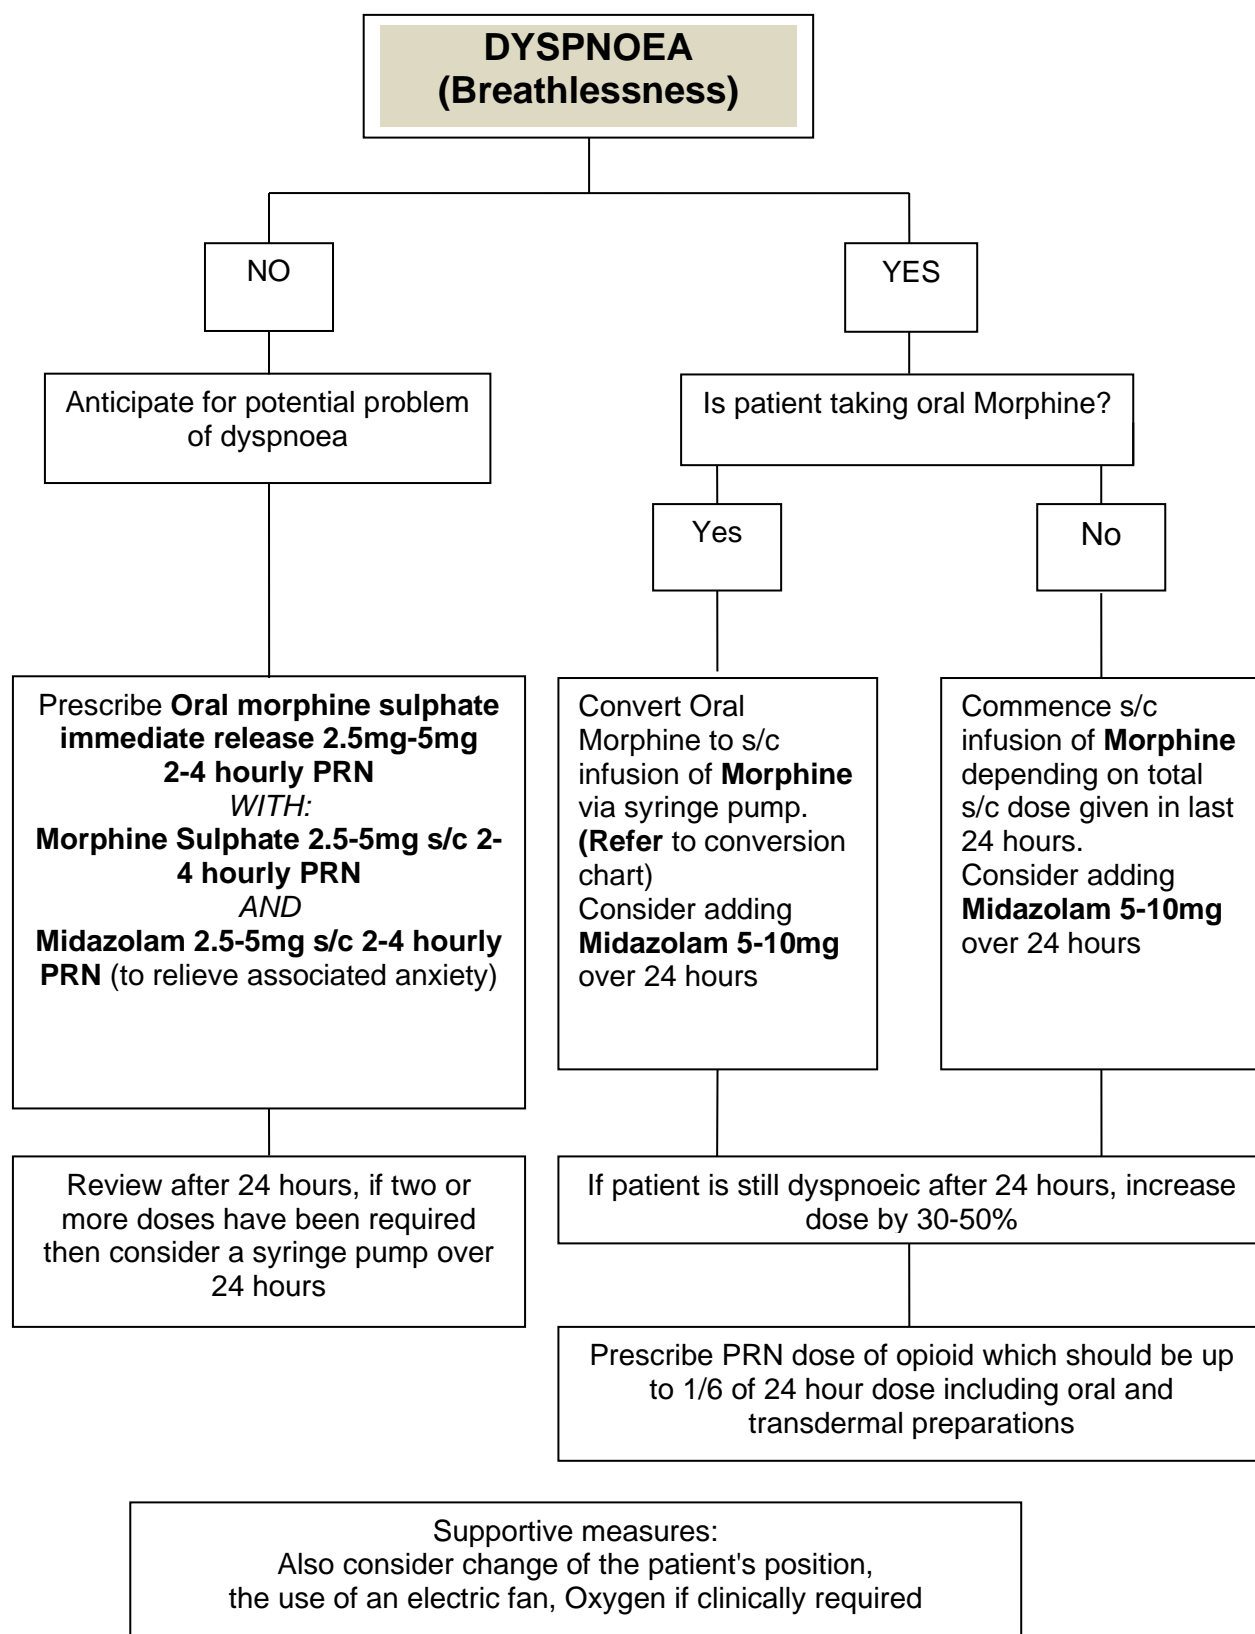 DYSPNOEA
(Breathlessness)
NO
YES
Anticipate for potential problem
of dyspnoea
Is patient taking oral Morphine?
Yes
No
Prescribe Oral morphine sulphate
immediate release 2.5mg-5mg
2-4 hourly PRN
WITH:
Morphine Sulphate 2.5-5mg s/c 2-
4 hourly PRN
AND
Midazolam 2.5-5mg s/c 2-4 hourly
PRN (to relieve associated anxiety)
Convert Oral
Morphine to s/c
infusion of Morphine
via syringe pump.
(Refer to conversion
chart)
Consider adding
Midazolam 5-10mg
over 24 hours
Commence s/c
infusion of Morphine
depending on total
s/c dose given in last
24 hours.
Consider adding
Midazolam 5-10mg
over 24 hours
Review after 24 hours, if two or
more doses have been required
then consider a syringe pump over
24 hours
If patient is still dyspnoeic after 24 hours, increase
dose by 30-50%
Prescribe PRN dose of opioid which should be up
to 1/6 of 24 hour dose including oral and
transdermal preparations
Supportive measures:
Also consider change of the patient's position,
the use of an electric fan, Oxygen if clinically required